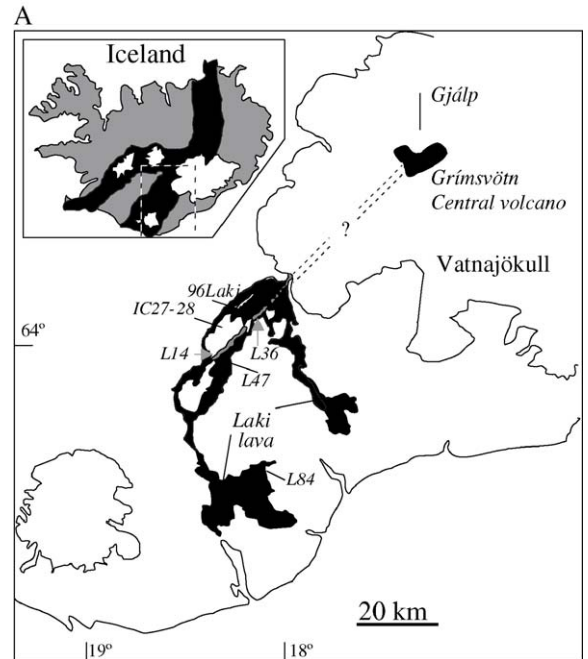 A
Iceland
Gjálp
Grímsvötn
Central volcano
?
Vatnajökull
96Laki
IC27-28
64º
L14
L36
L47
Laki
lava
L84
20 km
19º
18º